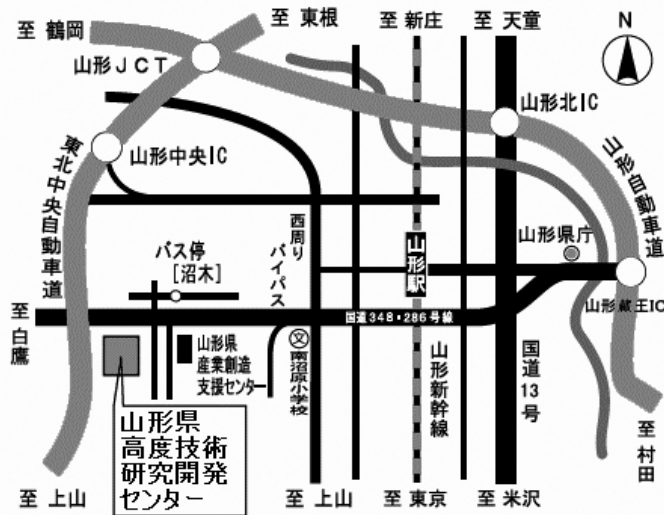 至 東根
至 新庄
至 天童
N
至 鶴岡
山形JCT
山形北IC
山形中央IC
東北中央自動車道
山形自動車道
西周り
バイパス
山形駅
山形県庁
バス停
[沼木]
至 白鷹
国道348・286号線
山形蔵王IC
山形県
産業創造
支援センター
文
南沼原小学校
山形新幹線
国道13号
山形県
高度技術
研究開発
センター
至 村田
至 上山
至 上山
至 東京
至 米沢